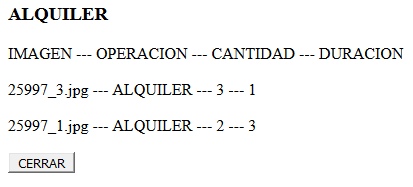 ALQUILER
IMAGEN --- OPERACION --- CANTIDAD --- DURACION
25997_3.jpg --- ALQUILER --- 3 --- 1
25997_1.jpg --- ALQUILER --- 2 --- 3
CERRAR